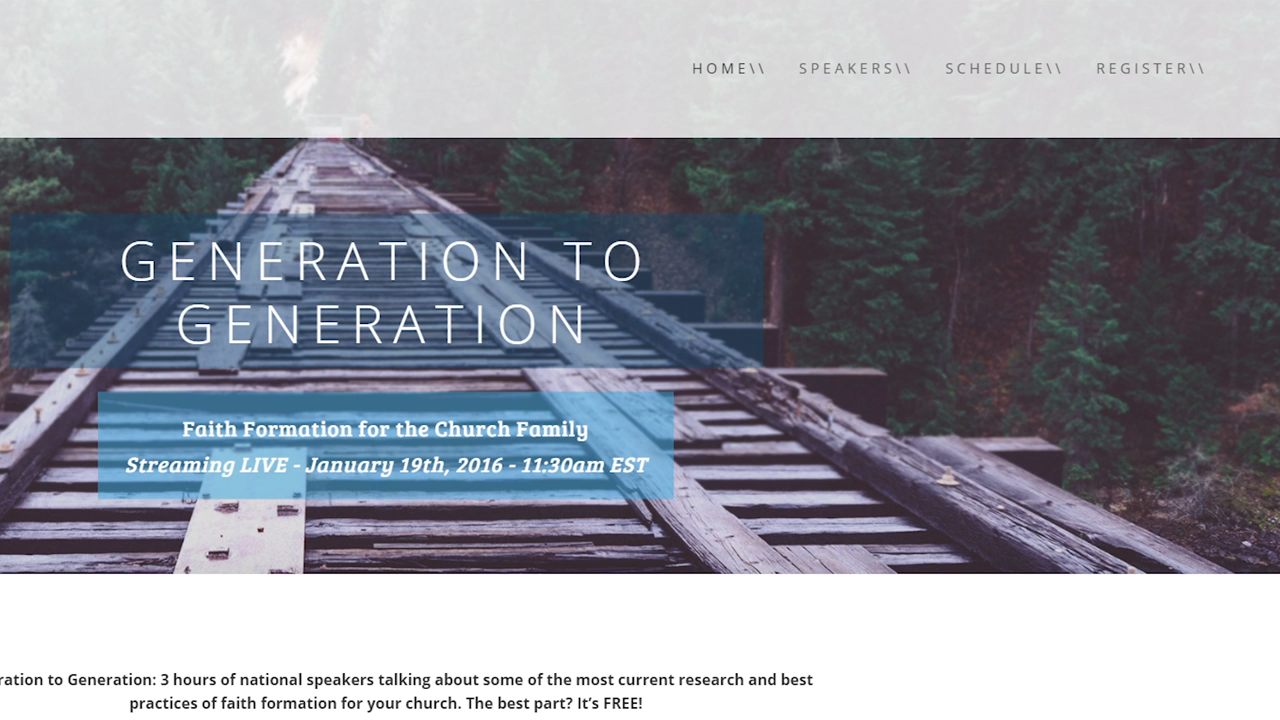 HOME\\ SPEAKERS\\ SCHEDULE\\ REGISTER\\
GENERATION TO
GENERATION
Faith Formation for the Church Family
Streaming LIVE - January 19th, 2016 - 11:30am EST
to Generation: 3 hours of national speakers talking about some of the most current research and best
practices of faith formation for your church. The best part? It’s FREE!